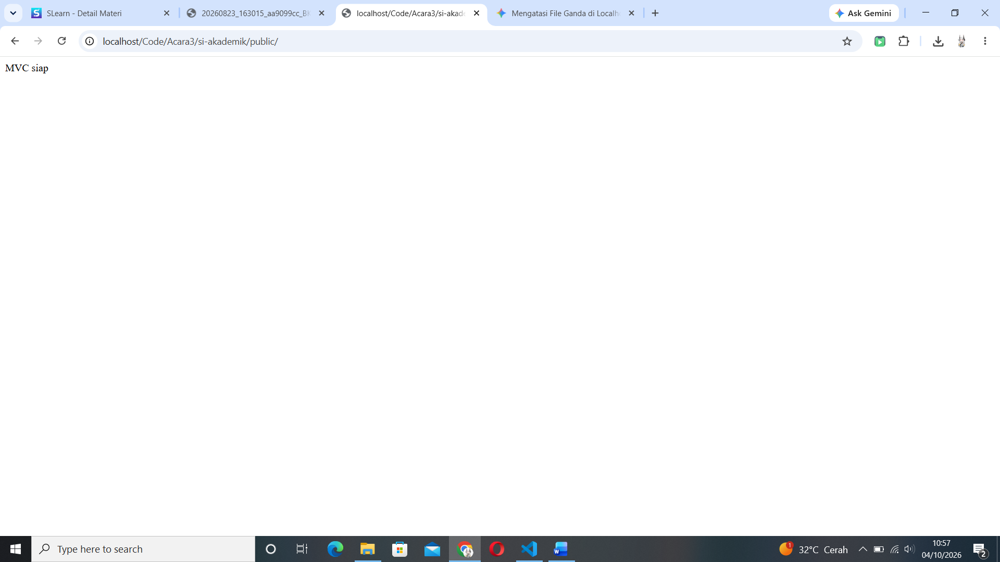 SLearn - Detail Materi
20260823_163015_aa9099cc_BK
localhost/Code/Acara3/si-akade
Mengatasi File Ganda di Localh
Ask Gemini
localhost/Code/Acara3/si-akademik/public/
MVC siap
Type here to search
1
32°C Cerah
10:57
04/10/2026
2